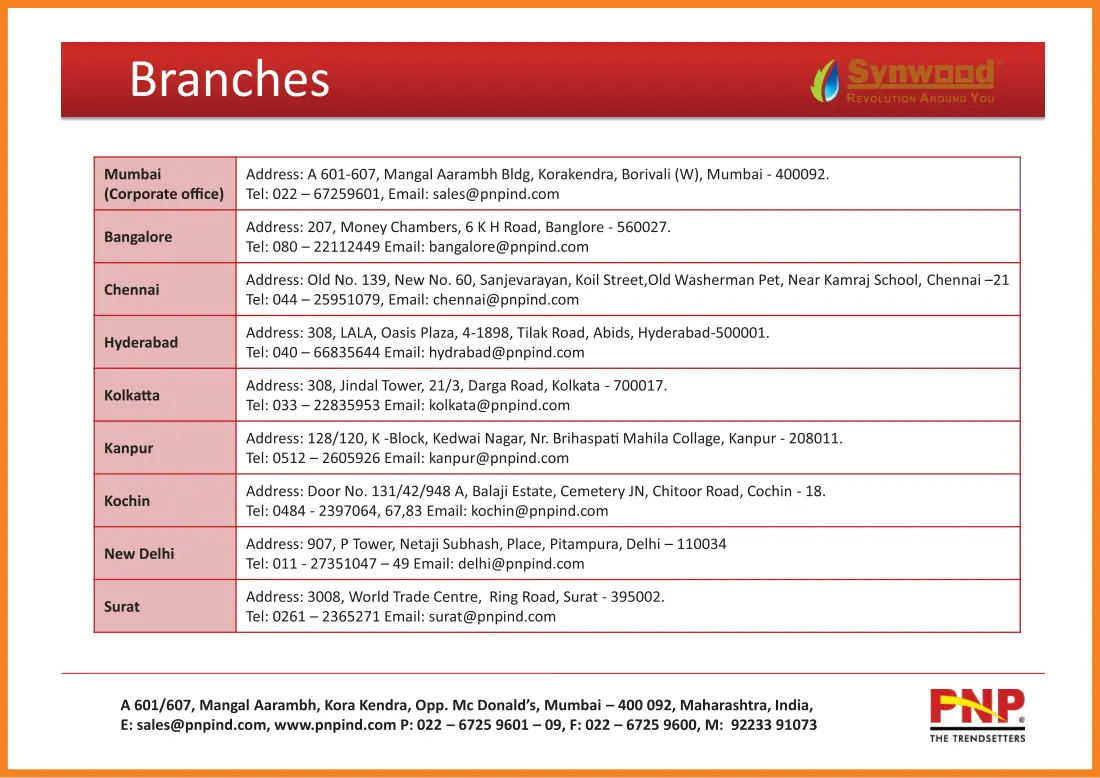 Branches
Synwood®
REVOLUTION AROUND YOU
Mumbai
(Corporate office)
Address: A 601-607, Mangal Aarambh Bldg, Korakendra, Borivali (W), Mumbai - 400092.
Tel: 022 – 67259601, Email: sales@pnpind.com
Bangalore
Address: 207, Money Chambers, 6 K H Road, Banglore - 560027.
Tel: 080 – 22112449 Email: bangalore@pnpind.com
Chennai
Address: Old No. 139, New No. 60, Sanjevarayan, Koil Street,Old Washerman Pet, Near Kamraj School, Chennai –21
Tel: 044 – 25951079, Email: chennai@pnpind.com
Hyderabad
Address: 308, LALA, Oasis Plaza, 4-1898, Tilak Road, Abids, Hyderabad-500001.
Tel: 040 – 66835644 Email: hydrabad@pnpind.com
Kolkatta
Address: 308, Jindal Tower, 21/3, Darga Road, Kolkata - 700017.
Tel: 033 – 22835953 Email: kolkata@pnpind.com
Kanpur
Address: 128/120, K -Block, Kedwai Nagar, Nr. Brihaspati Mahila Collage, Kanpur - 208011.
Tel: 0512 – 2605926 Email: kanpur@pnpind.com
Kochin
Address: Door No. 131/42/948 A, Balaji Estate, Cemetery JN, Chitoor Road, Cochin - 18.
Tel: 0484 - 2397064, 67,83 Email: kochin@pnpind.com
New Delhi
Address: 907, P Tower, Netaji Subhash, Place, Pitampura, Delhi – 110034
Tel: 011 - 27351047 – 49 Email: delhi@pnpind.com
Surat
Address: 3008, World Trade Centre,  Ring Road, Surat - 395002.
Tel: 0261 – 2365271 Email: surat@pnpind.com
A 601/607, Mangal Aarambh, Kora Kendra, Opp. Mc Donald’s, Mumbai – 400 092, Maharashtra, India,
E: sales@pnpind.com, www.pnpind.com P: 022 – 6725 9601 – 09, F: 022 – 6725 9600, M:  92233 91073
PNP®
THE TRENDSETTERS